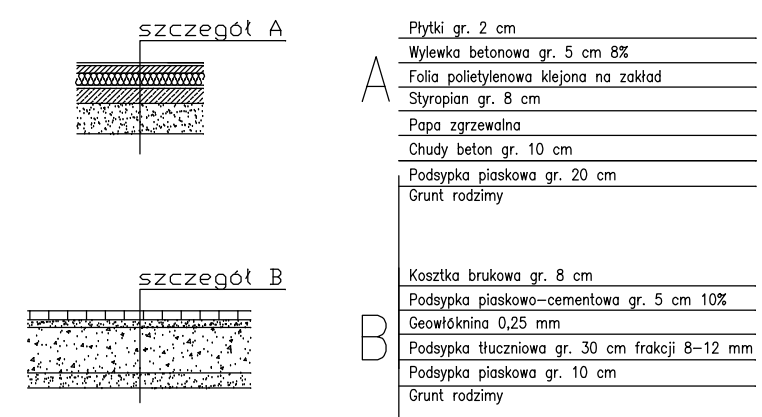 szczegół A
A
Płytki gr. 2 cm
Wylewka betonowa gr. 5 cm 8%
Folia polietylenowa klejona na zakład
Styropian gr. 8 cm
Papa zgrzewalna
Chudy beton gr. 10 cm
Podsypka piaskowa gr. 20 cm
Grunt rodzimy
szczegół B
B
Kosztka brukowa gr. 8 cm
Podsypka piaskowo-cementowa gr. 5 cm 10%
Geowłóknina 0,25 mm
Podsypka tłuczniowa gr. 30 cm frakcji 8-12 mm
Podsypka piaskowa gr. 10 cm
Grunt rodzimy